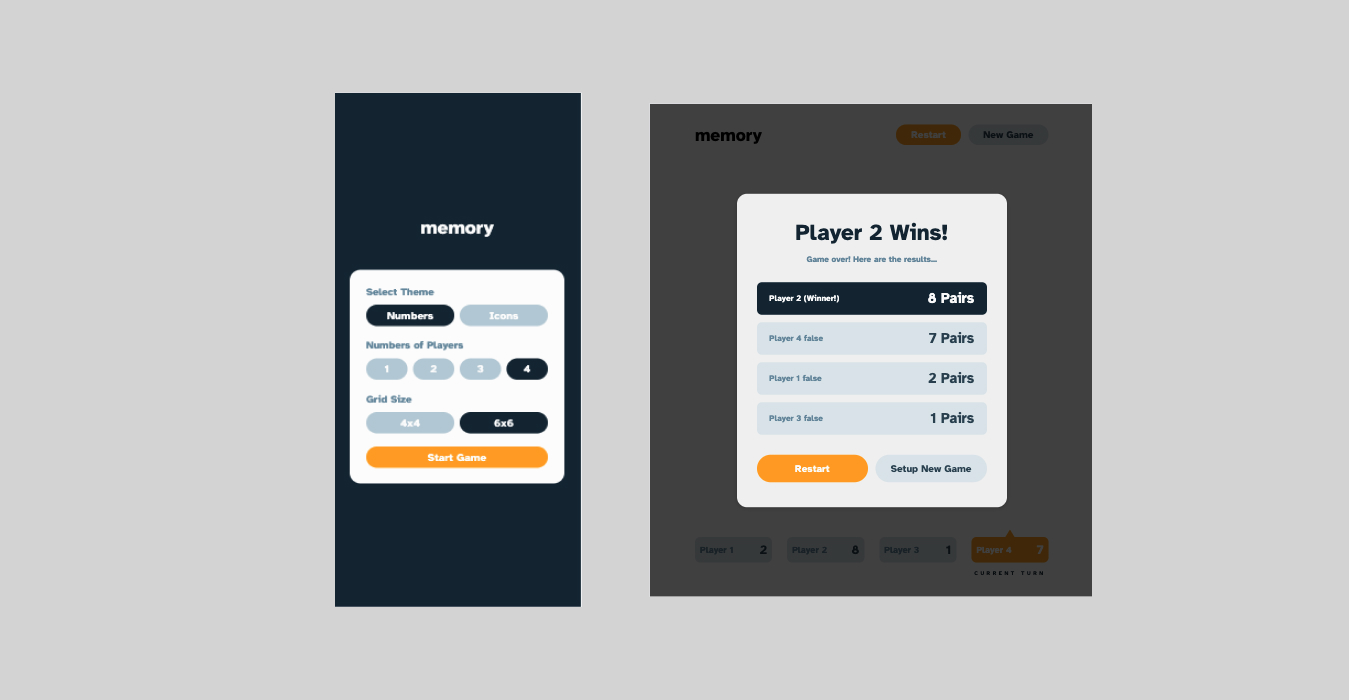 memory
Select Theme
Numbers Icons
Numbers of Players
1 2 3 4
Grid Size
4x4 6x6
Start Game
memory Restart New Game
Player 2 Wins!
Game over! Here are the results...
Player 2 (Winner!) 8 Pairs
Player 4 false 7 Pairs
Player 1 false 2 Pairs
Player 3 false 1 Pairs
Restart Setup New Game
Player 1 2 Player 2 8 Player 3 1 Player 4 7
CURRENT TURN